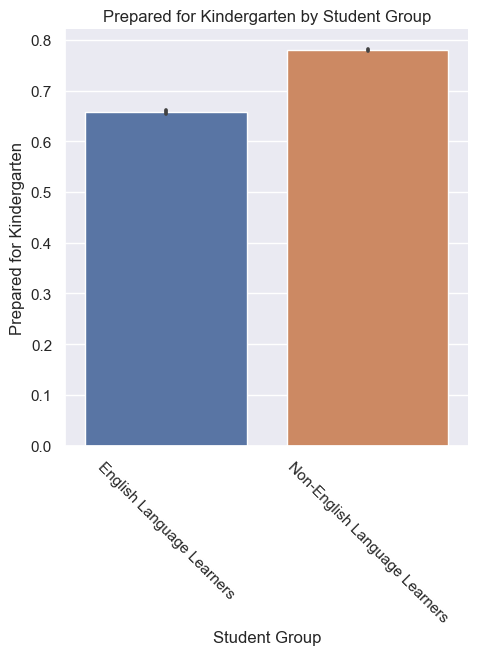 Prepared for Kindergarten by Student Group
Prepared for Kindergarten
0.8
0.7
0.6
0.5
0.4
0.3
0.2
0.1
0.0
English Language Learners
Non-English Language Learners
Student Group